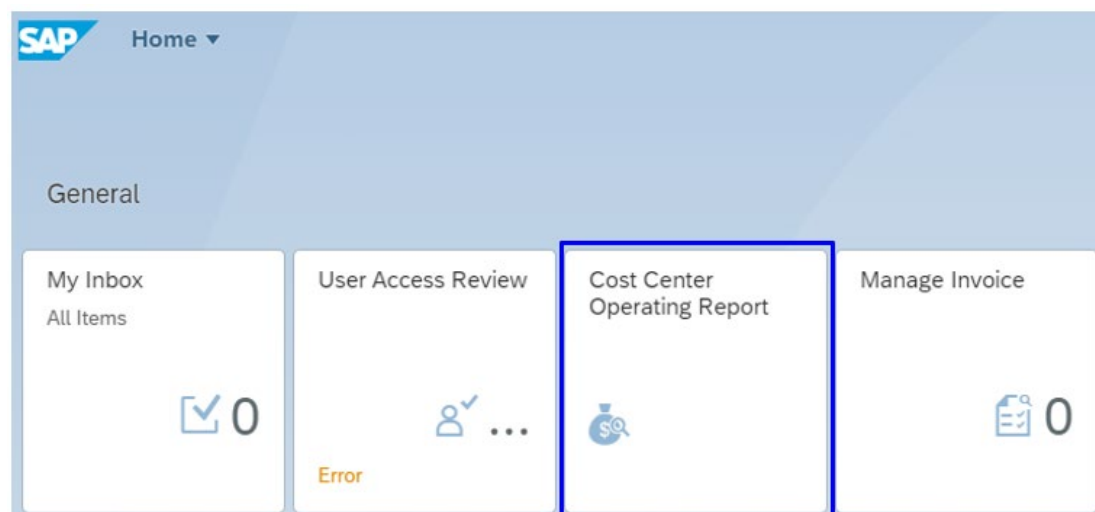 SAP Home
General
My Inbox
All Items
0
User Access Review
...
Error
Cost Center
Operating Report
$
Manage Invoice
0